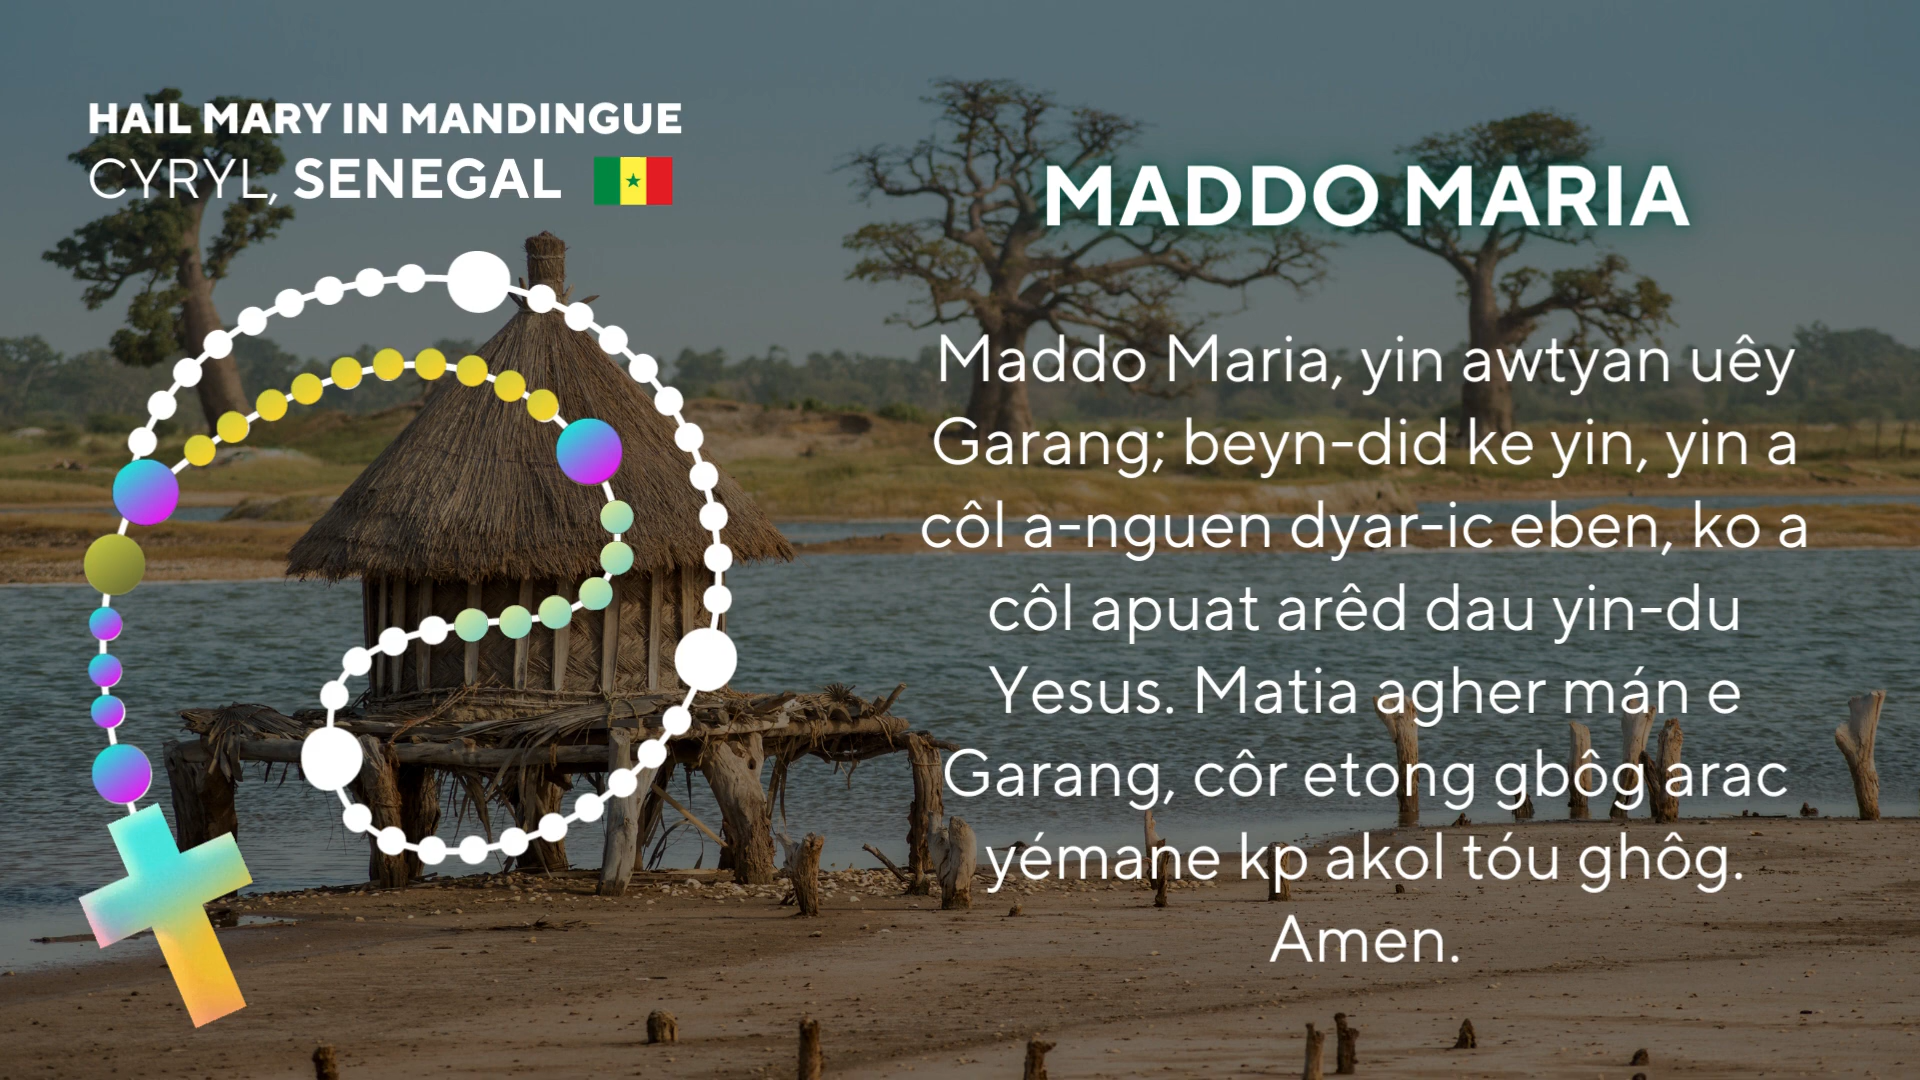 HAIL MARY IN MANDINGUE
CYRYL, SENEGAL
MADDO MARIA
Maddo Maria, yin awtyan uêy
Garang; beyn-did ke yin, yin a
côl a-nguen dyar-ic eben, ko a
côl apuat arêd dau yin-du
Yesus. Matia agher mán e
Garang, côr etong gbôg arac
yémane kp akol tóu ghôg.
Amen.